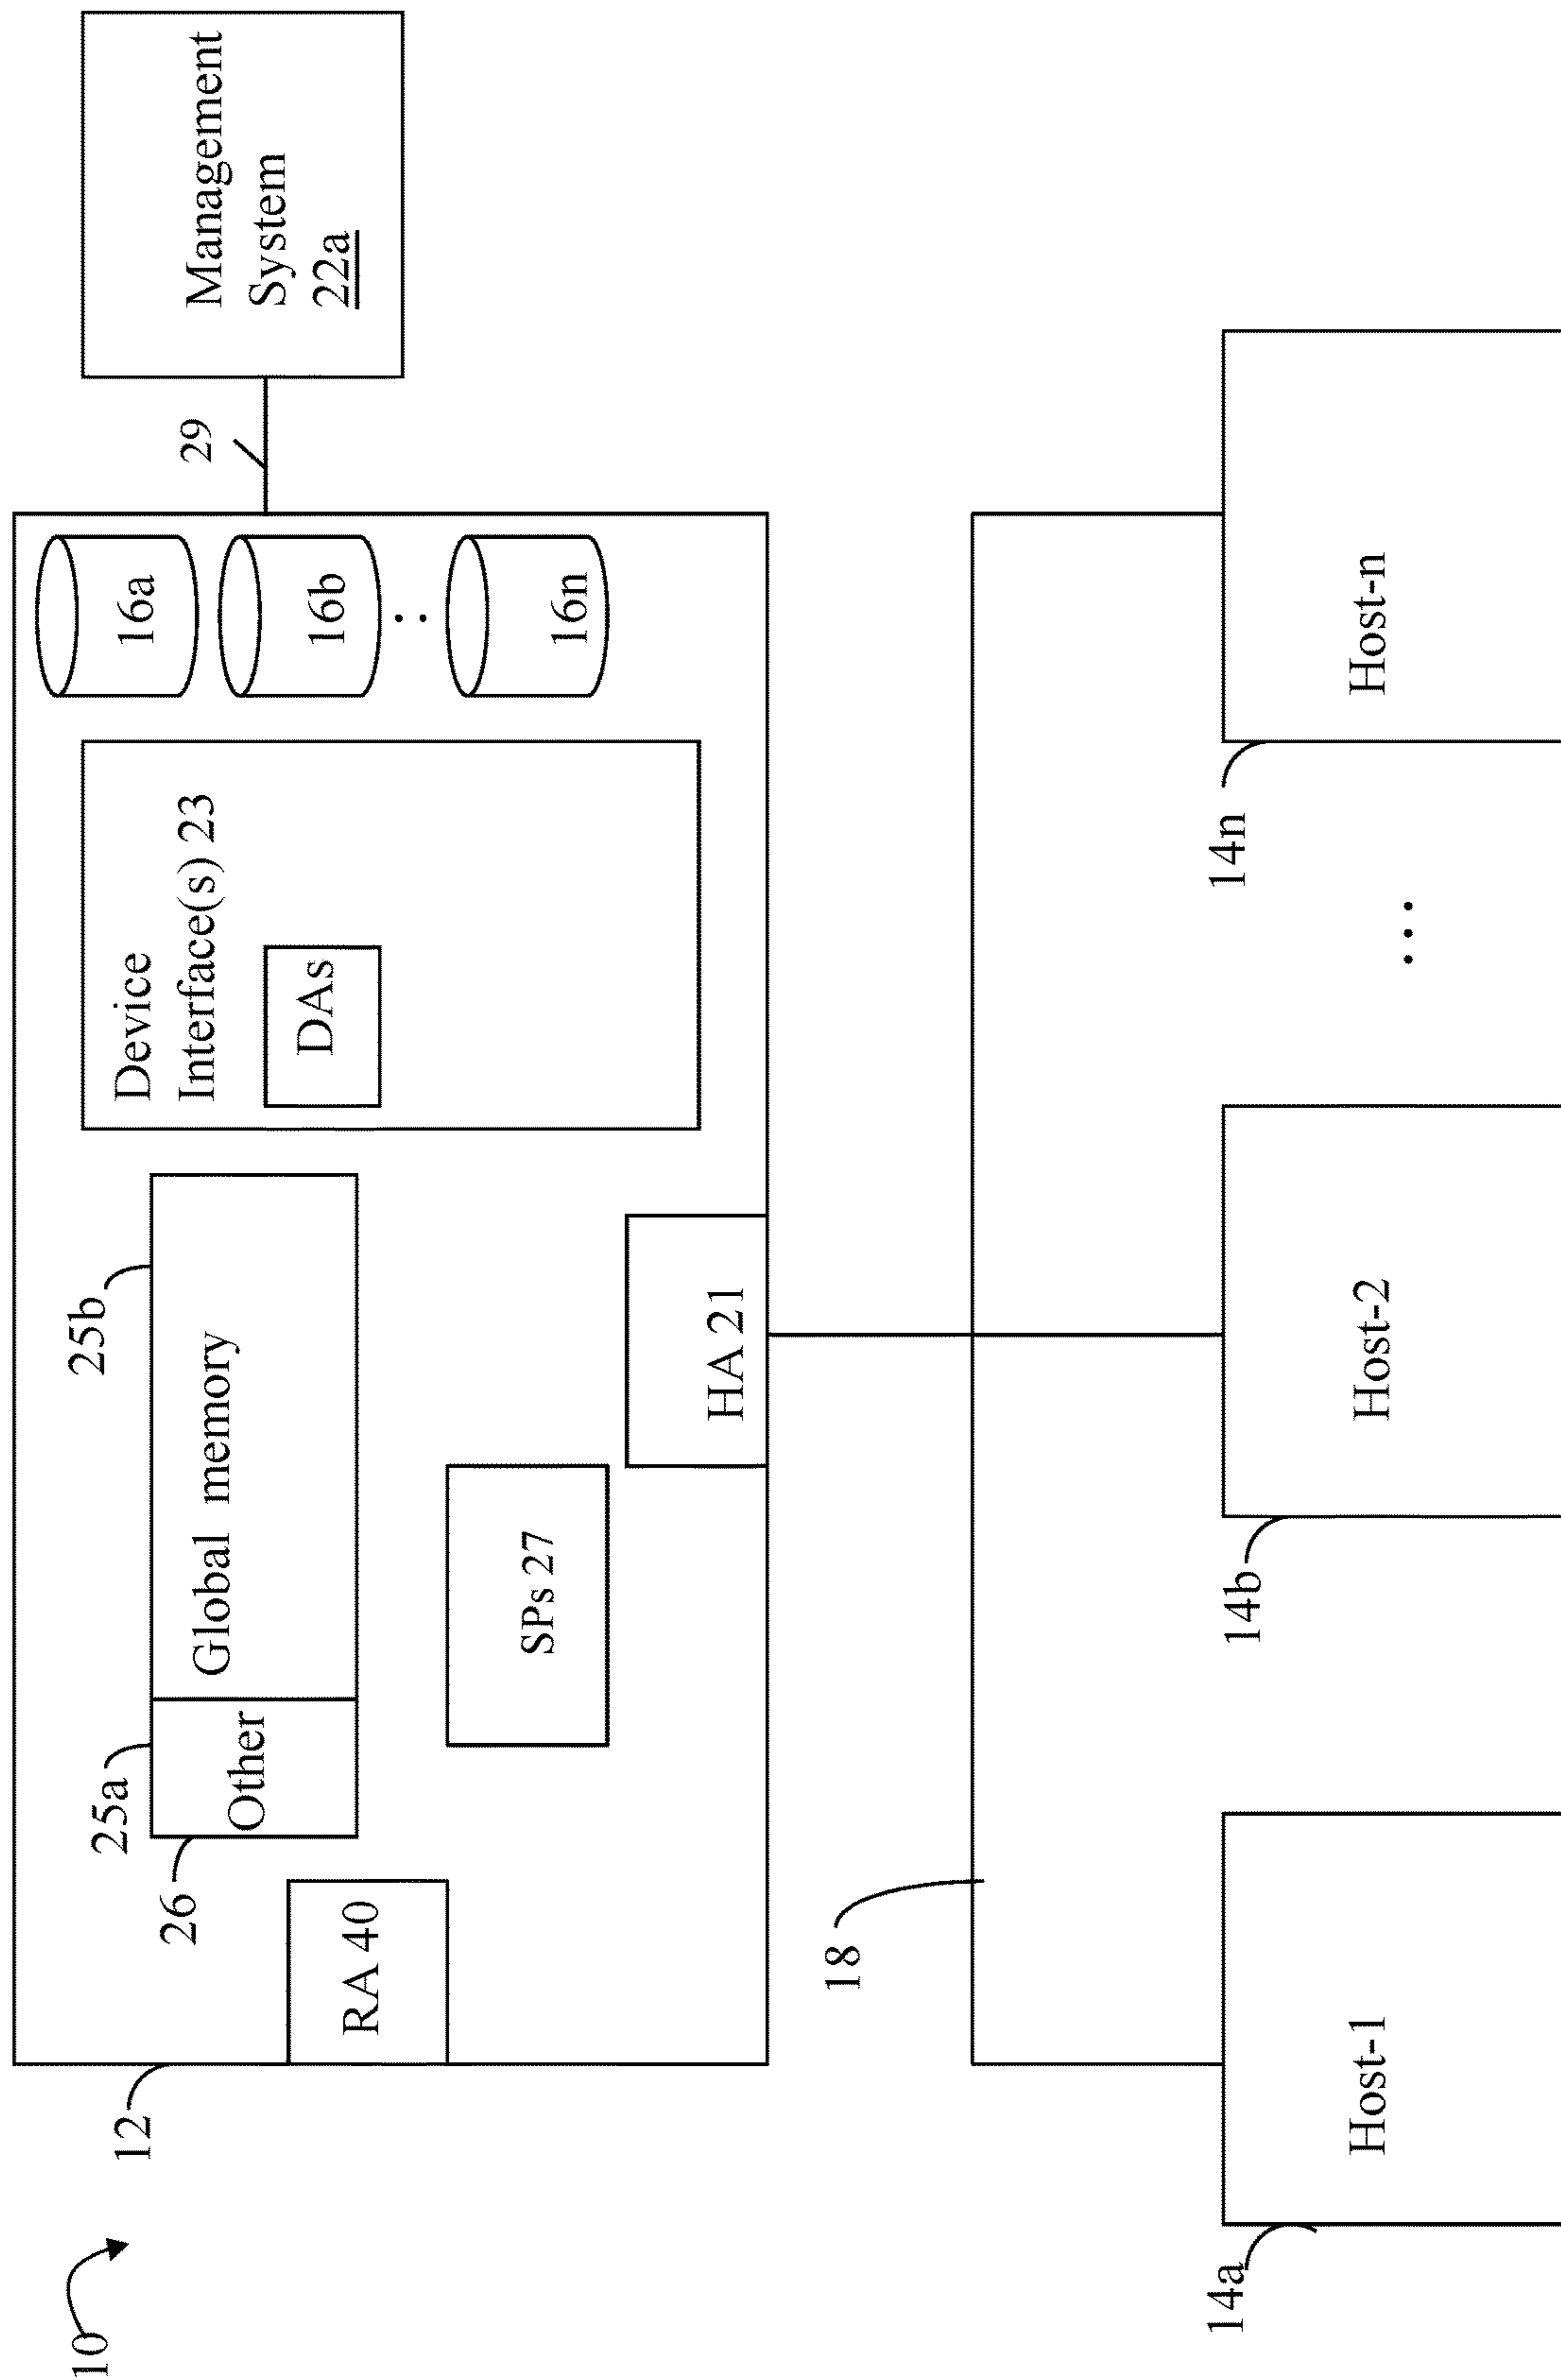 10
12
RA 40
26
25a
Other
Global memory
25b
SPs 27
HA 21
Device
Interface(s) 23
DAs
16a
16b
16n
29
Management
System
22a
18
14a
Host-1
14b
Host-2
...
14n
Host-n